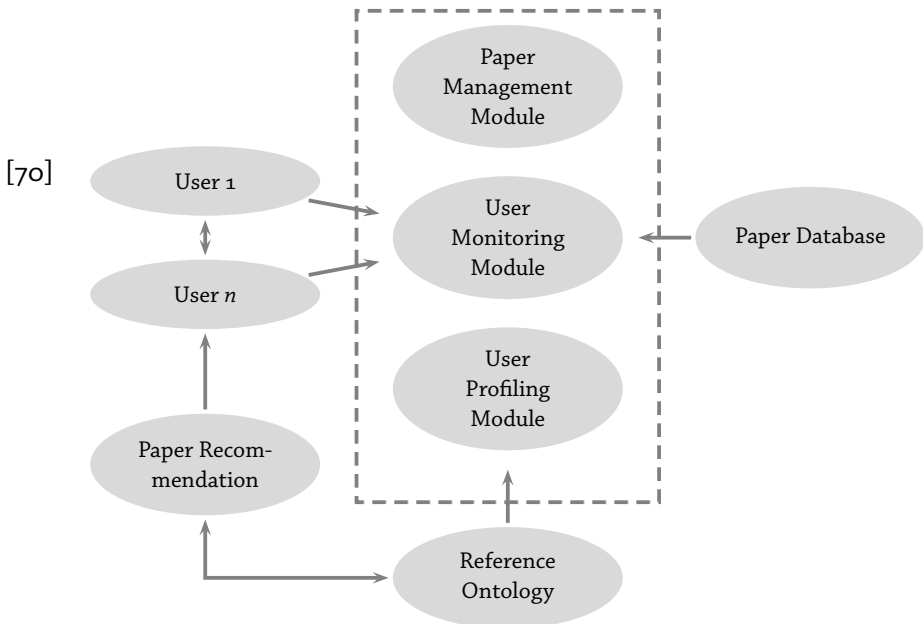 Paper
Management
Module
[70]
User 1
User
Monitoring
Module
Paper Database
User n
User
Profiling
Module
Paper Recom-
mendation
Reference
Ontology